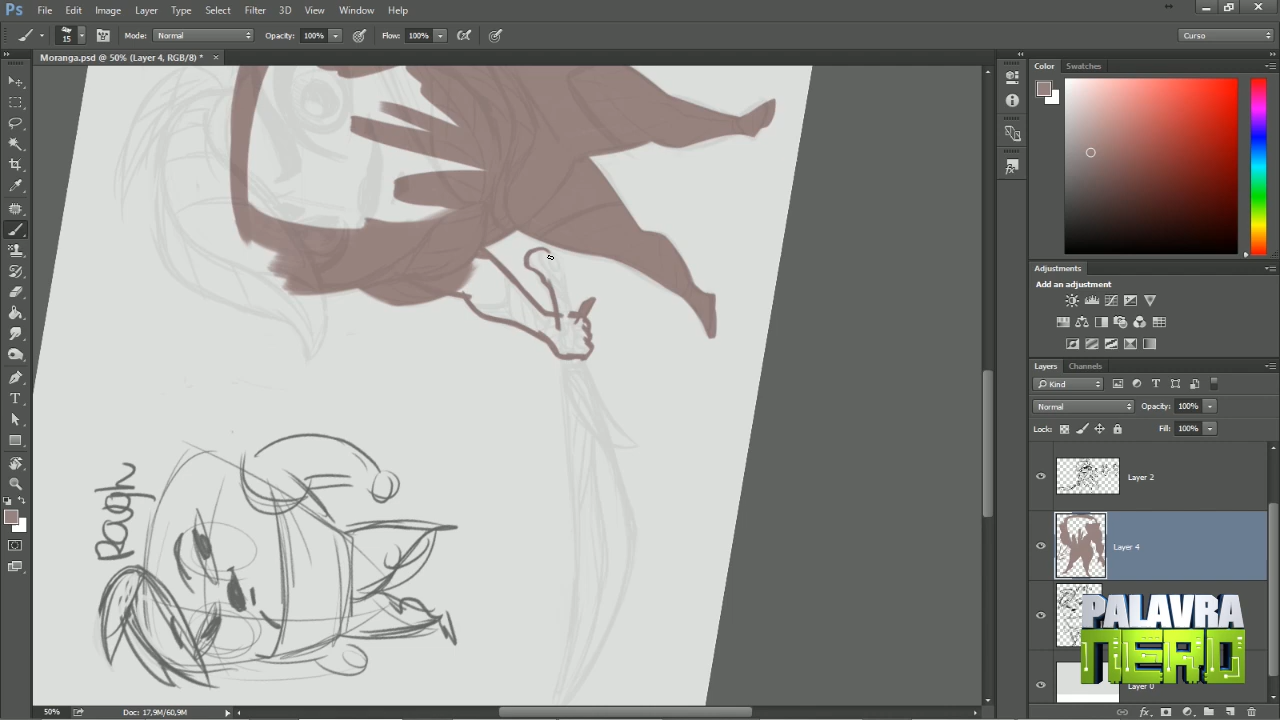 Ps File Edit Image Layer Type Select Filter 3D View Window Help
15 Mode: Normal Opacity: 100% Flow: 100% Curso
Moranga.psd @ 50% (Layer 4, RGB/8) * ×
Color Swatches
Adjustments
Add an adjustment
Layers Channels
Kind
Normal Opacity: 100%
Lock: Fill: 100%
Layer 2
Layer 4
Layer 0
PALAVRA
NERD
Rough
50% Doc: 17,9M/60,9M